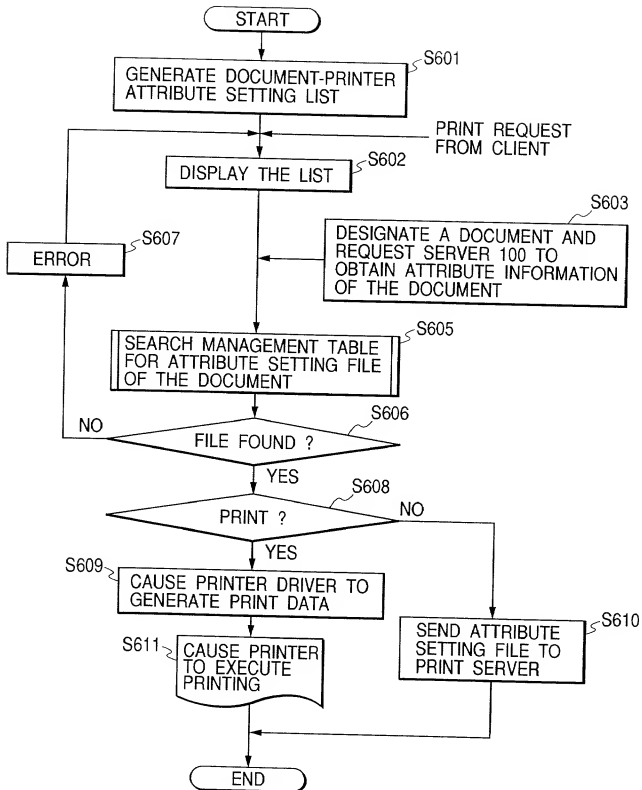 START
S601
GENERATE DOCUMENT-PRINTER
ATTRIBUTE SETTING LIST
PRINT REQUEST
FROM CLIENT
S602
DISPLAY THE LIST
S603
DESIGNATE A DOCUMENT AND
REQUEST SERVER 100 TO
OBTAIN ATTRIBUTE INFORMATION
OF THE DOCUMENT
S607
ERROR
S605
SEARCH MANAGEMENT TABLE
FOR ATTRIBUTE SETTING FILE
OF THE DOCUMENT
S606
NO
FILE FOUND ?
YES
S608
NO
PRINT ?
YES
S609
CAUSE PRINTER DRIVER TO
GENERATE PRINT DATA
S610
SEND ATTRIBUTE
SETTING FILE TO
PRINT SERVER
S611
CAUSE PRINTER
TO EXECUTE
PRINTING
END